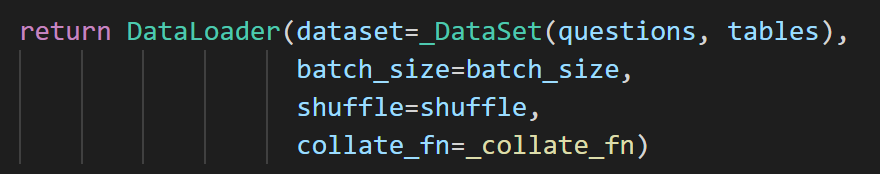 return DataLoader(dataset=_DataSet(questions, tables),
batch_size=batch_size,
shuffle=shuffle,
collate_fn=_collate_fn)